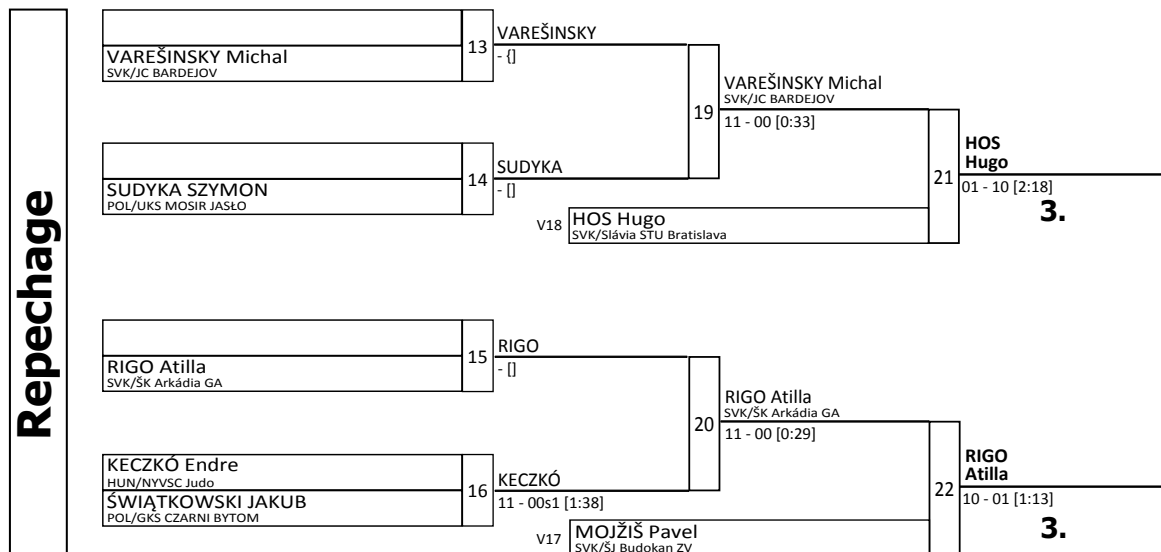 Repechage
13
VAREŠINSKY Michal
SVK/JC BARDEJOV
VAREŠINSKY
- {]
14
SUDYKA SZYMON
POL/UKS MOSIR JASŁO
SUDYKA
- []
19
VAREŠINSKY Michal
SVK/JC BARDEJOV
11 - 00 [0:33]
V18
HOS Hugo
SVK/Slávia STU Bratislava
21
HOS
Hugo
01 - 10 [2:18]
3.
15
RIGO Atilla
SVK/ŠK Arkádia GA
RIGO
- []
KECZKÓ Endre
HUN/NYVSC Judo
16
ŚWIĄTKOWSKI JAKUB
POL/GKS CZARNI BYTOM
KECZKÓ
11 - 00s1 [1:38]
20
RIGO Atilla
SVK/ŠK Arkádia GA
11 - 00 [0:29]
V17
MOJŽIŠ Pavel
SVK/ŠJ Budokan ZV
22
RIGO
Atilla
10 - 01 [1:13]
3.